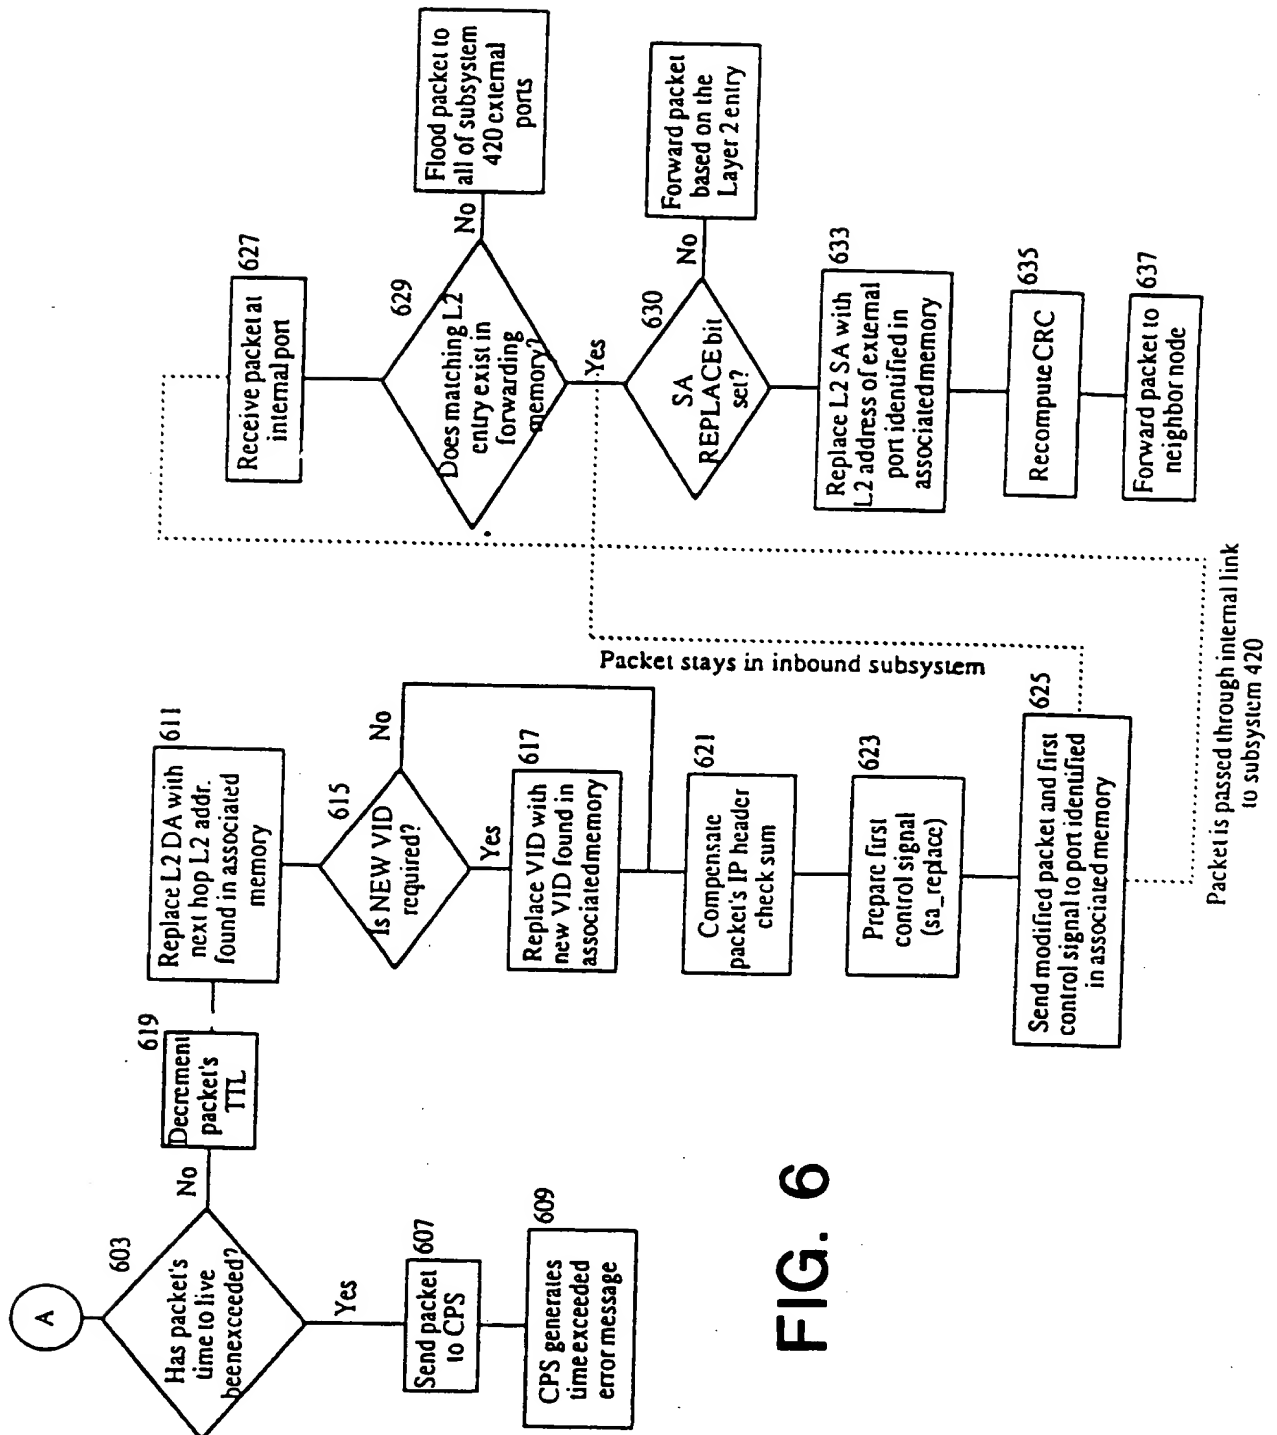 A
603
Has packet's
time to live
beenexceeded?
Yes
607
Send packet
to CPS
609
CPS generates
time exceeded
error message
No
619
Decrement
packet's
TTL
611
Replace L2 DA with
next hop L2 addr.
found in associated
memory
615
Is NEW VID
required?
No
Yes
617
Replace VID with
new VID found in
associated memory
621
Compensate
packet's IP header
check sum
623
Prepare first
control signal
(sa_replace)
625
Send modified packet and first
control signal to port identified
in associated memory
Packet stays in inbound subsystem
Packet is passed through internal link
to subsystem 420
627
Receive packet at
internal port
629
Does matching L2
entry exist in
forwarding
memory?
No
Flood packet to
all of subsystem
420 external
ports
Yes
630
SA
REPLACE bit
set?
No
Forward packet
based on the
Layer 2 entry
633
Replace L2 SA with
L2 address of external
port identified in
associated memory
635
Recompute CRC
637
Forward packet to
neighbor node
FIG. 6